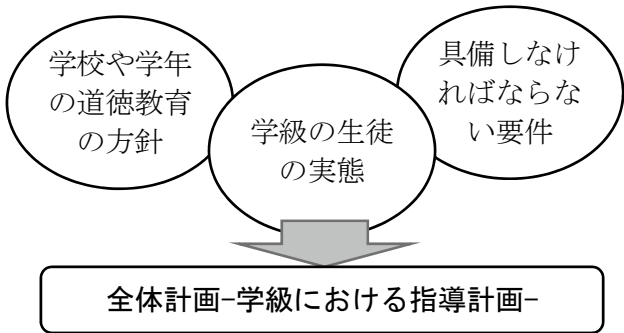 学校や学年
の道徳教育
の方針
学級の生徒
の実態
具備しなけ
ればならな
い要件
全体計画−学級における指導計画−